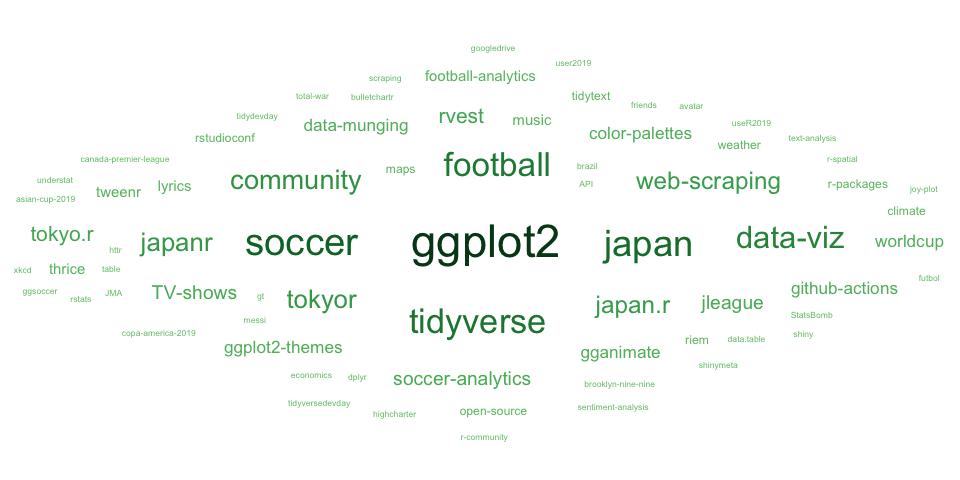 googledrive
user2019
scraping
football-analytics
total-war
bulletchartr
tidytext
friends
avatar
tidydevday
data-munging
rvest
music
useR2019
rstudioconf
color-palettes
weather
text-analysis
canada-premier-league
maps
football
brazil
r-spatial
understat
tweenr
lyrics
community
API
web-scraping
r-packages
joy-plot
asian-cup-2019
climate
tokyo.r
japanr
soccer
ggplot2
japan
data-viz
worldcup
httr
xkcd
thrice
table
futbol
ggsoccer
rstats
JMA
TV-shows
gt
tokyor
japan.r
jleague
github-actions
messi
tidyverse
StatsBomb
copa-america-2019
ggplot2-themes
gganimate
riem
data.table
shiny
shinymeta
economics
dplyr
soccer-analytics
brooklyn-nine-nine
tidyversedevday
highcharter
open-source
sentiment-analysis
r-community